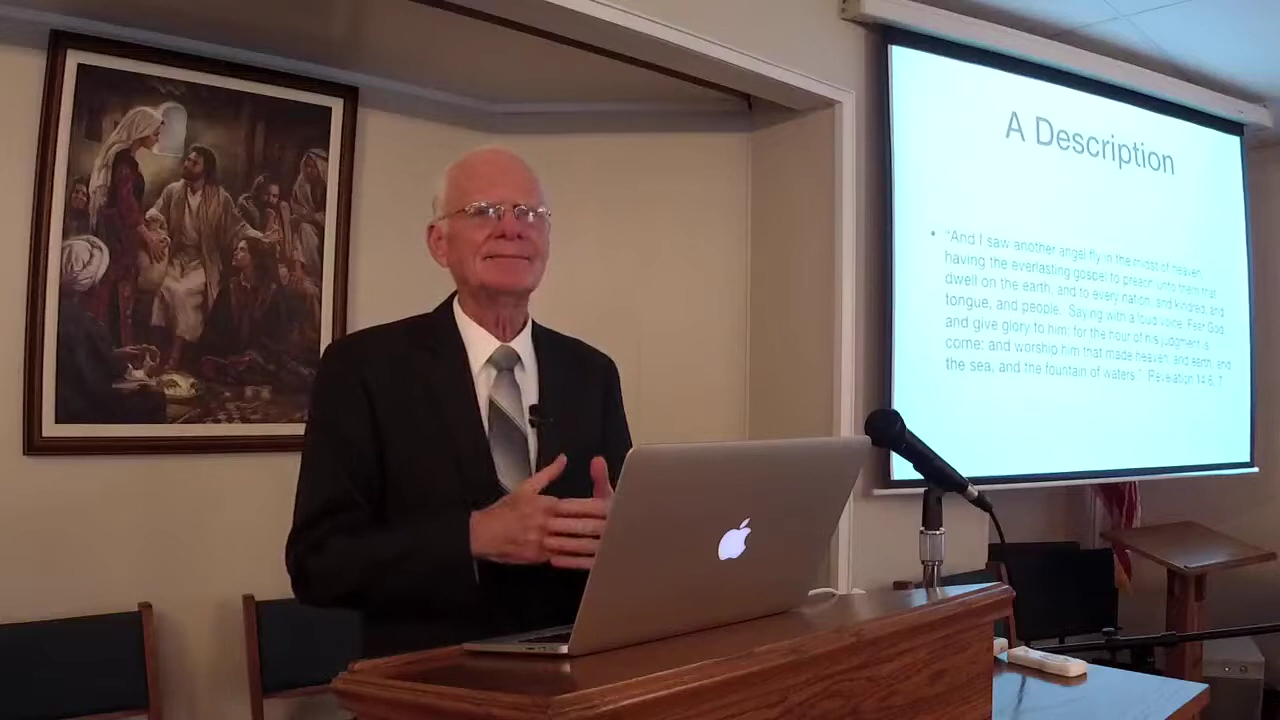 A Description
• "And I saw another angel fly in the midst of heaven,
having the everlasting gospel to preach unto them that
dwell on the earth, and to every nation, and kindred, and
tongue, and people. Saying with a loud voice, Fear God,
and give glory to him; for the hour of his judgment is
come: and worship him that made heaven, and earth, and
the sea, and the fountain of waters." Revelation 14:6, 7